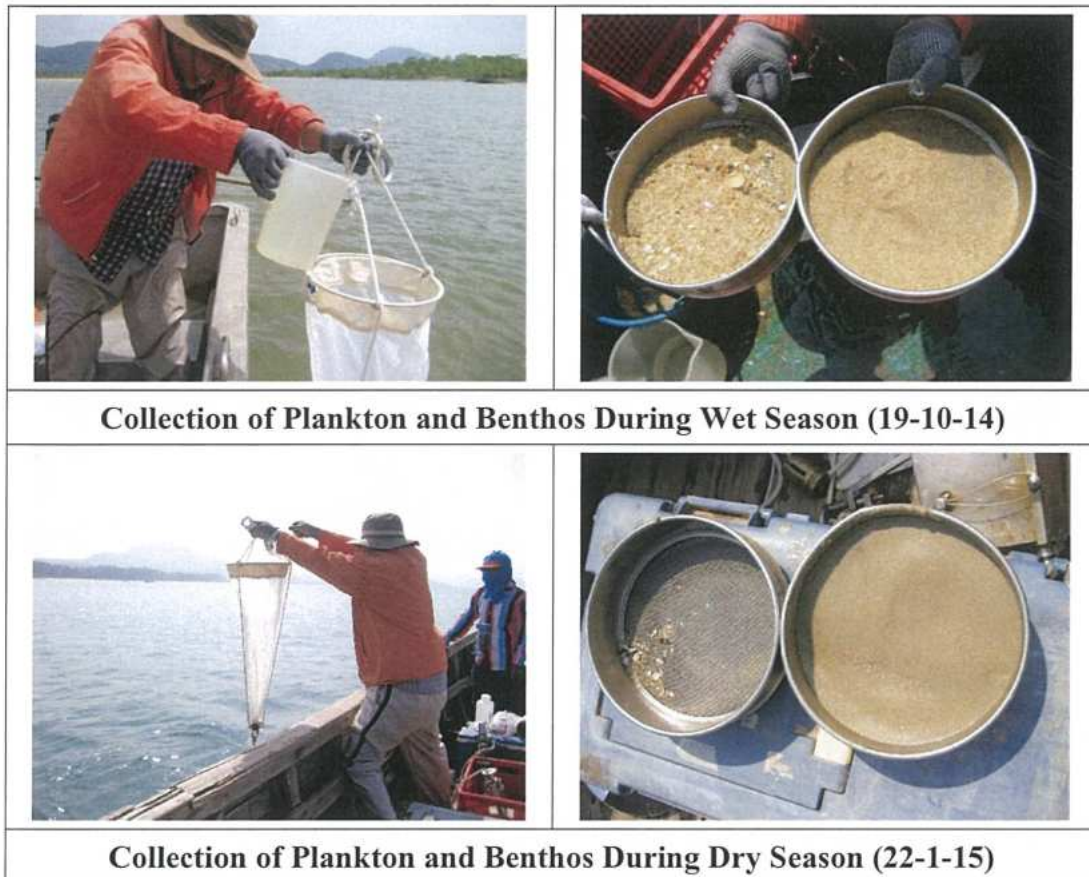 Collection of Plankton and Benthos During Wet Season (19-10-14)
Collection of Plankton and Benthos During Dry Season (22-1-15)